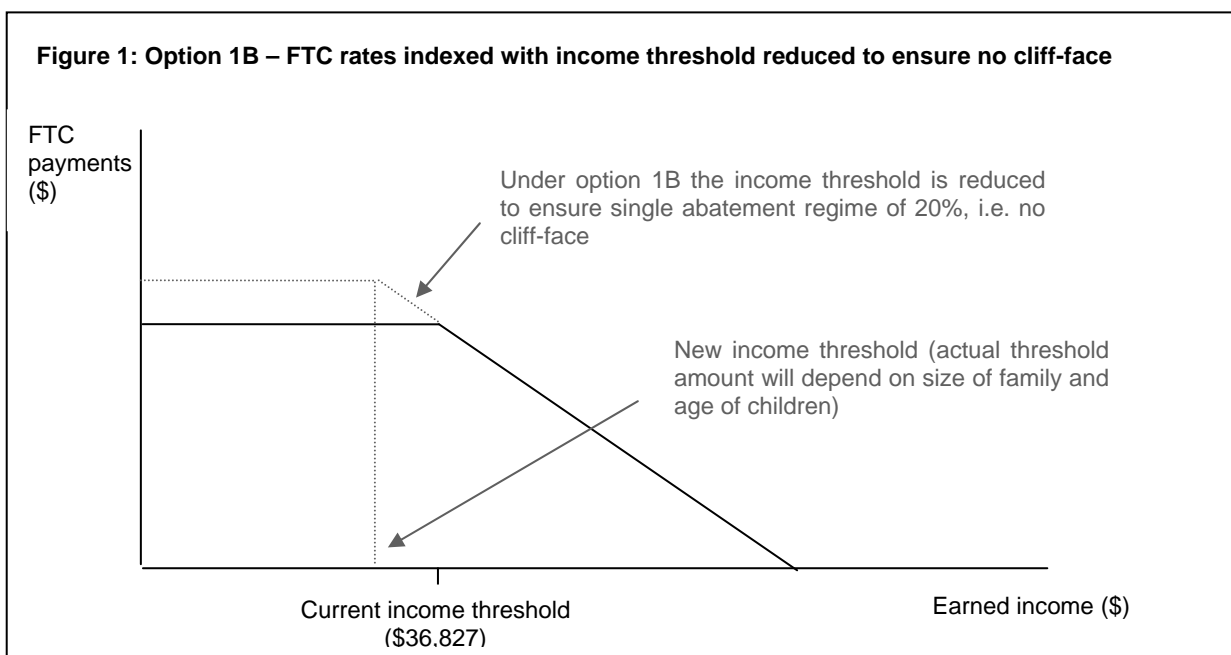 Figure 1: Option 1B – FTC rates indexed with income threshold reduced to ensure no cliff-face
FTC
payments
($)
Under option 1B the income threshold is reduced
to ensure single abatement regime of 20%, i.e. no
cliff-face
New income threshold (actual threshold
amount will depend on size of family and
age of children)
Current income threshold
($36,827)
Earned income ($)